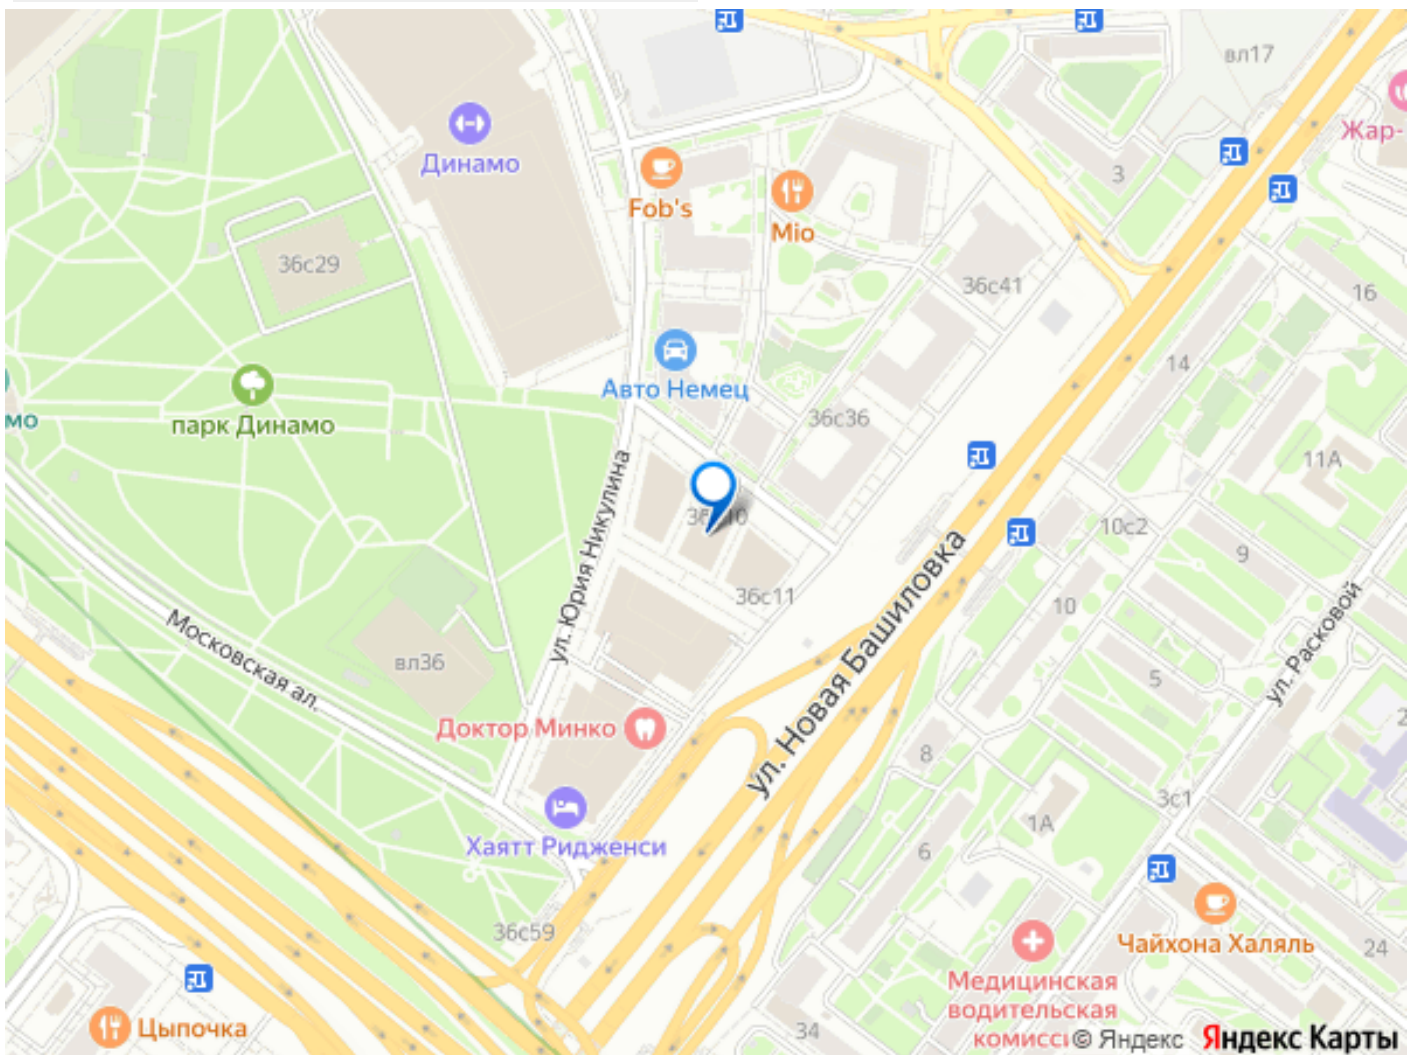 вл17
Жар-
Динамо
3
Fob's
Mio
36с29
36с41
16
14
Авто Немец
парк Динамо
мо
36с36
11А
ул. Юрия Никулина
10с2
9
36с11
10
ул. Новая Башиловка
ул. Расковой
Московская ал.
вл36
5
Доктор Минко
8
3с1
1А
Хаятт Ридженси
6
36с59
Чайхона Халяль
24
Медицинская
водительская
комисси
Цыпочка
34
© Яндекс Яндекс Карты